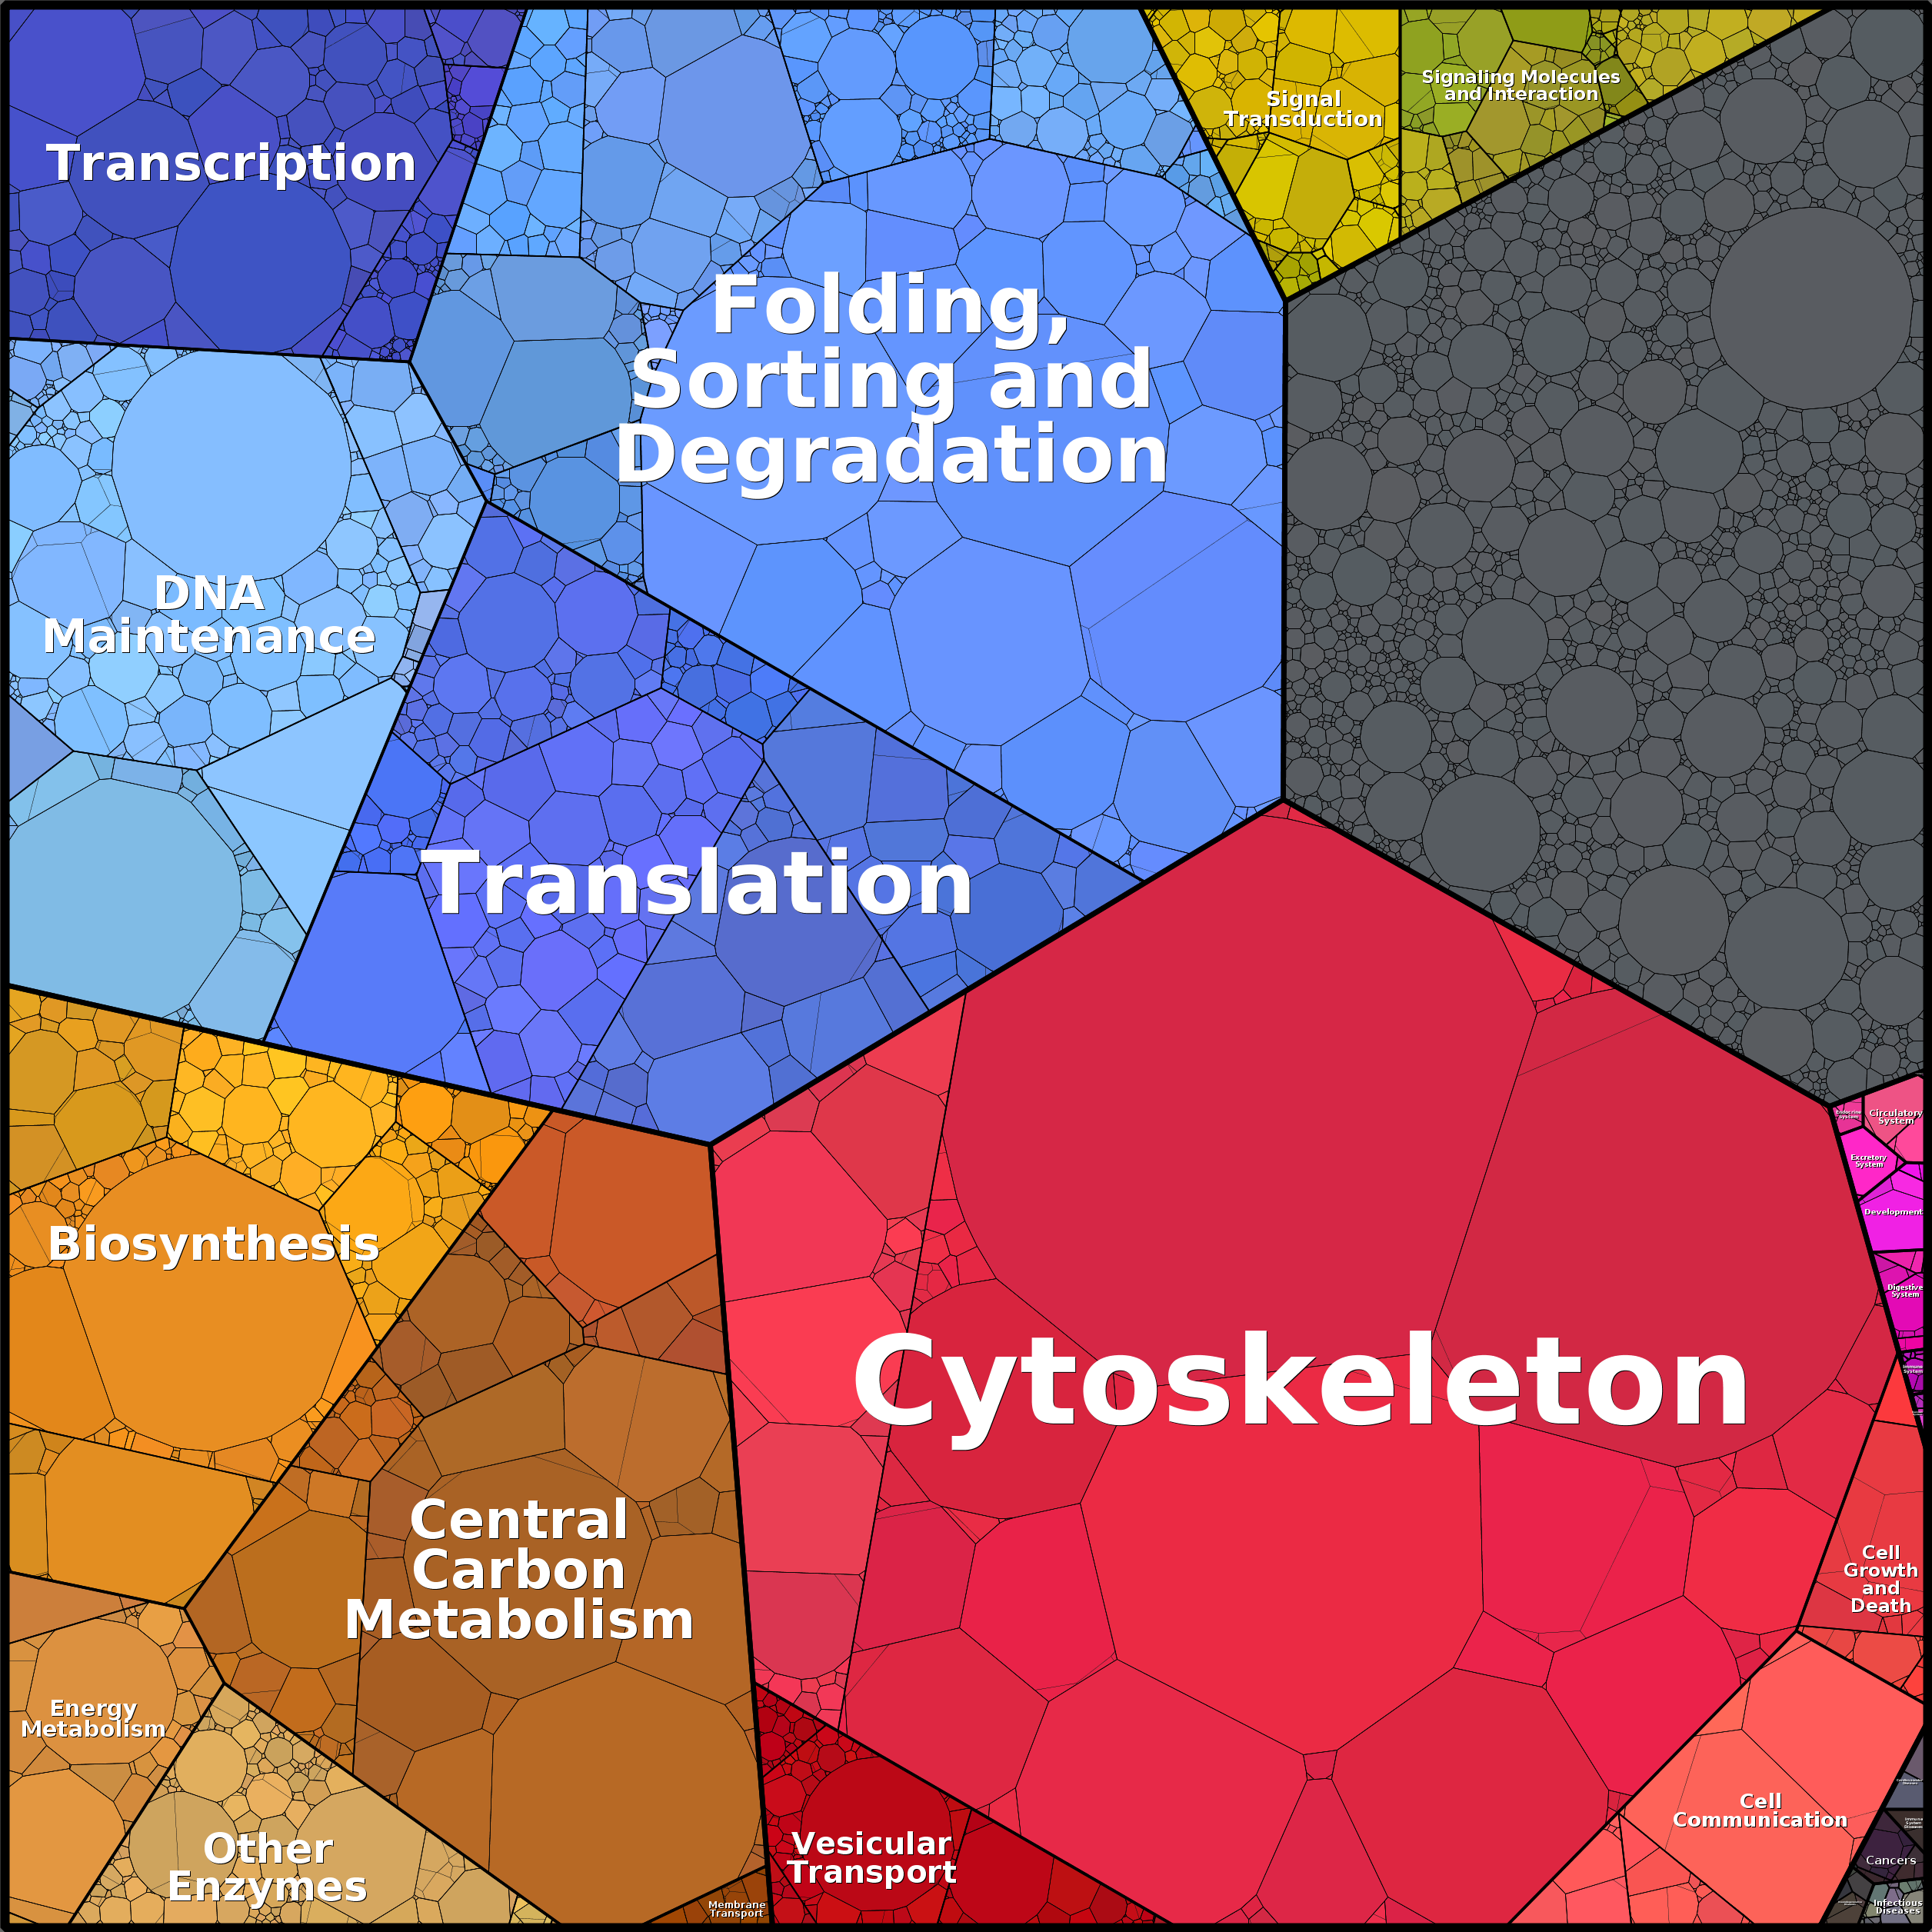 Signal
Transduction
Signaling Molecules
and Interaction
Transcription
Folding,
Sorting and
Degradation
DNA
Maintenance
Translation
Circulatory
System
Excretory
System
Development
Biosynthesis
Digestive
System
Cytoskeleton
Central
Carbon
Metabolism
Cell
Growth
and
Death
Energy
Metabolism
Cell
Communication
Other
Enzymes
Vesicular
Transport
Membrane
Transport
Cancers
Infectious
Diseases